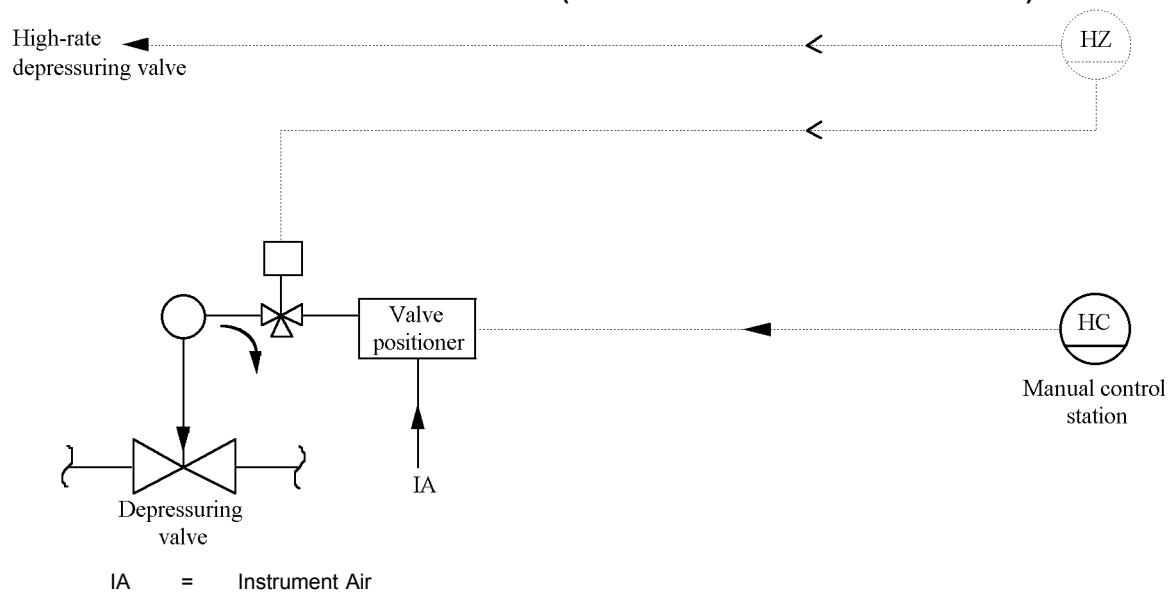 High-rate
depressuring valve
HZ
Valve
positioner
HC
Manual control
station
IA
Depressuring
valve
IA = Instrument Air